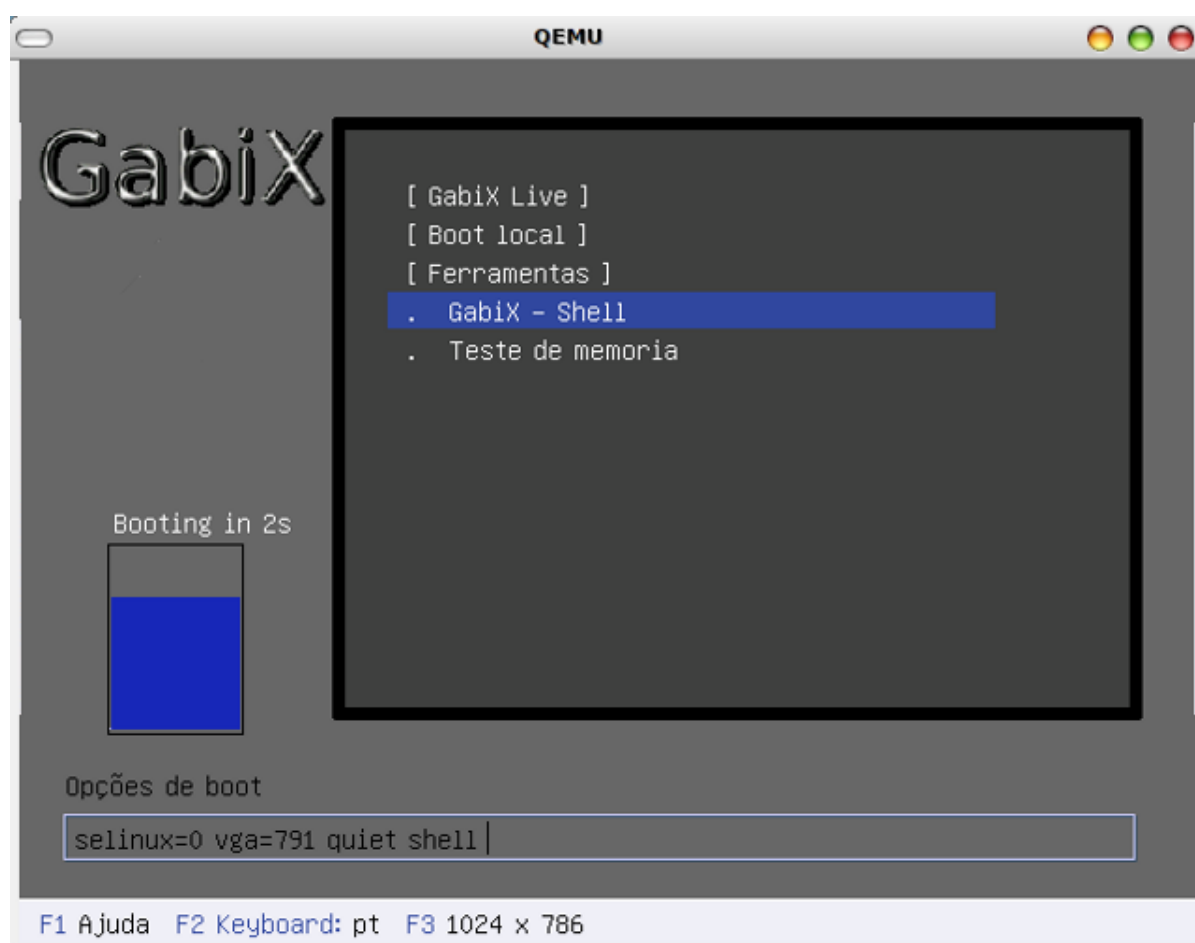 QEMU
GabiX
[ GabiX Live ]
[ Boot local ]
[ Ferramentas ]
. GabiX - Shell
. Teste de memoria
Booting in 2s
Opções de boot
selinux=0 vga=791 quiet shell
F1 Ajuda F2 Keyboard: pt F3 1024 x 786